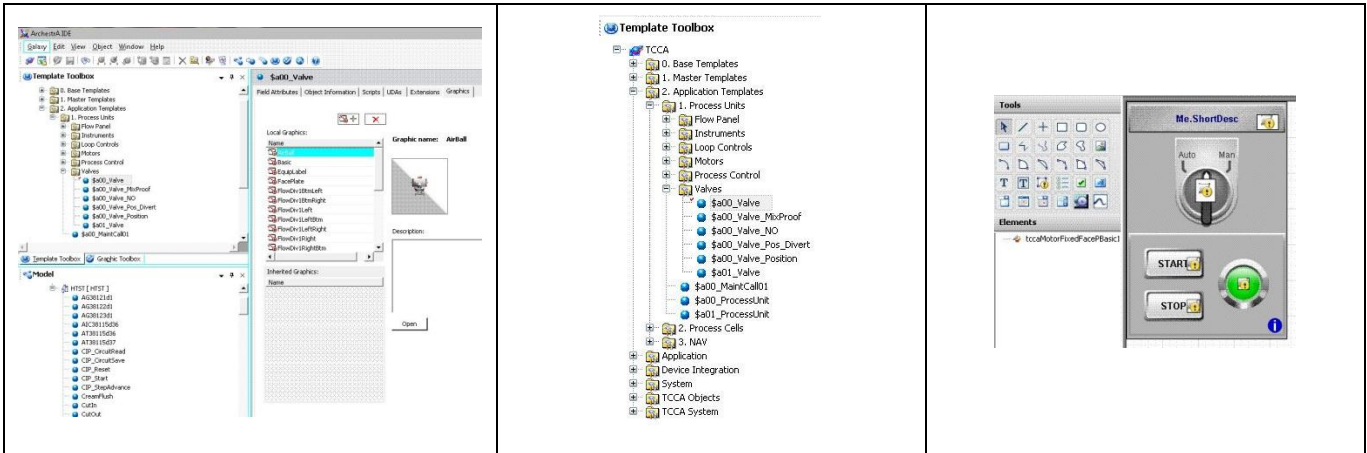 ArchestrA IDE
Galaxy Edit View Object Window Help
Template Toolbox
0. Base Templates
1. Master Templates
2. Application Templates
1. Process Units
Flow Panel
Instruments
Loop Controls
Motors
Process Control
Valves
$a00_Valve
$a00_Valve_MixProof
$a00_Valve_NO
$a00_Valve_Pos_Divert
$a00_Valve_Position
$a01_Valve
$a00_MaintCall01
Template Toolbox Graphic Toolbox
Model
HTST [ HTST ]
AG38121d1
AG38122d1
AG38123d1
AIC38115d36
AT38115d36
AT38115d37
CIP_CircuitRead
CIP_CircuitSave
CIP_Reset
CIP_Start
CIP_StepAdvance
CreamFlush
CutIn
CutOut
$a00_Valve
Field Attributes Object Information Scripts UDAs Extensions Graphics
Local Graphics:
Name
Basic
EquipLabel
FacePlate
FlowDiv1BtmLeft
FlowDiv1BtmRight
FlowDiv1Left
FlowDiv1LeftBtm
FlowDiv1LeftRight
FlowDiv1Right
FlowDiv1RightBtm
Inherited Graphics:
Name
Graphic name: AirBall
Description:
Open
Template Toolbox
TCCA
0. Base Templates
1. Master Templates
2. Application Templates
1. Process Units
Flow Panel
Instruments
Loop Controls
Motors
Process Control
Valves
$a00_Valve
$a00_Valve_MixProof
$a00_Valve_NO
$a00_Valve_Pos_Divert
$a00_Valve_Position
$a01_Valve
$a00_MaintCall01
$a00_ProcessUnit
$a01_ProcessUnit
2. Process Cells
3. NAV
Application
Device Integration
System
TCCA Objects
TCCA System
Tools
Elements
tccaMotorFixedFacePBasic
Me.ShortDesc
Auto Man
START
STOP